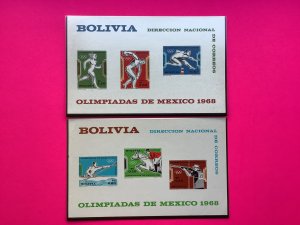 BOLIVIA
DIRECCION NACIONAL
DE CORREOS
OLIMPIADAS DE MEXICO 1968
BOLIVIA
DIRECCION NACIONAL
DE CORREOS
OLIMPIADAS DE MEXICO 1968